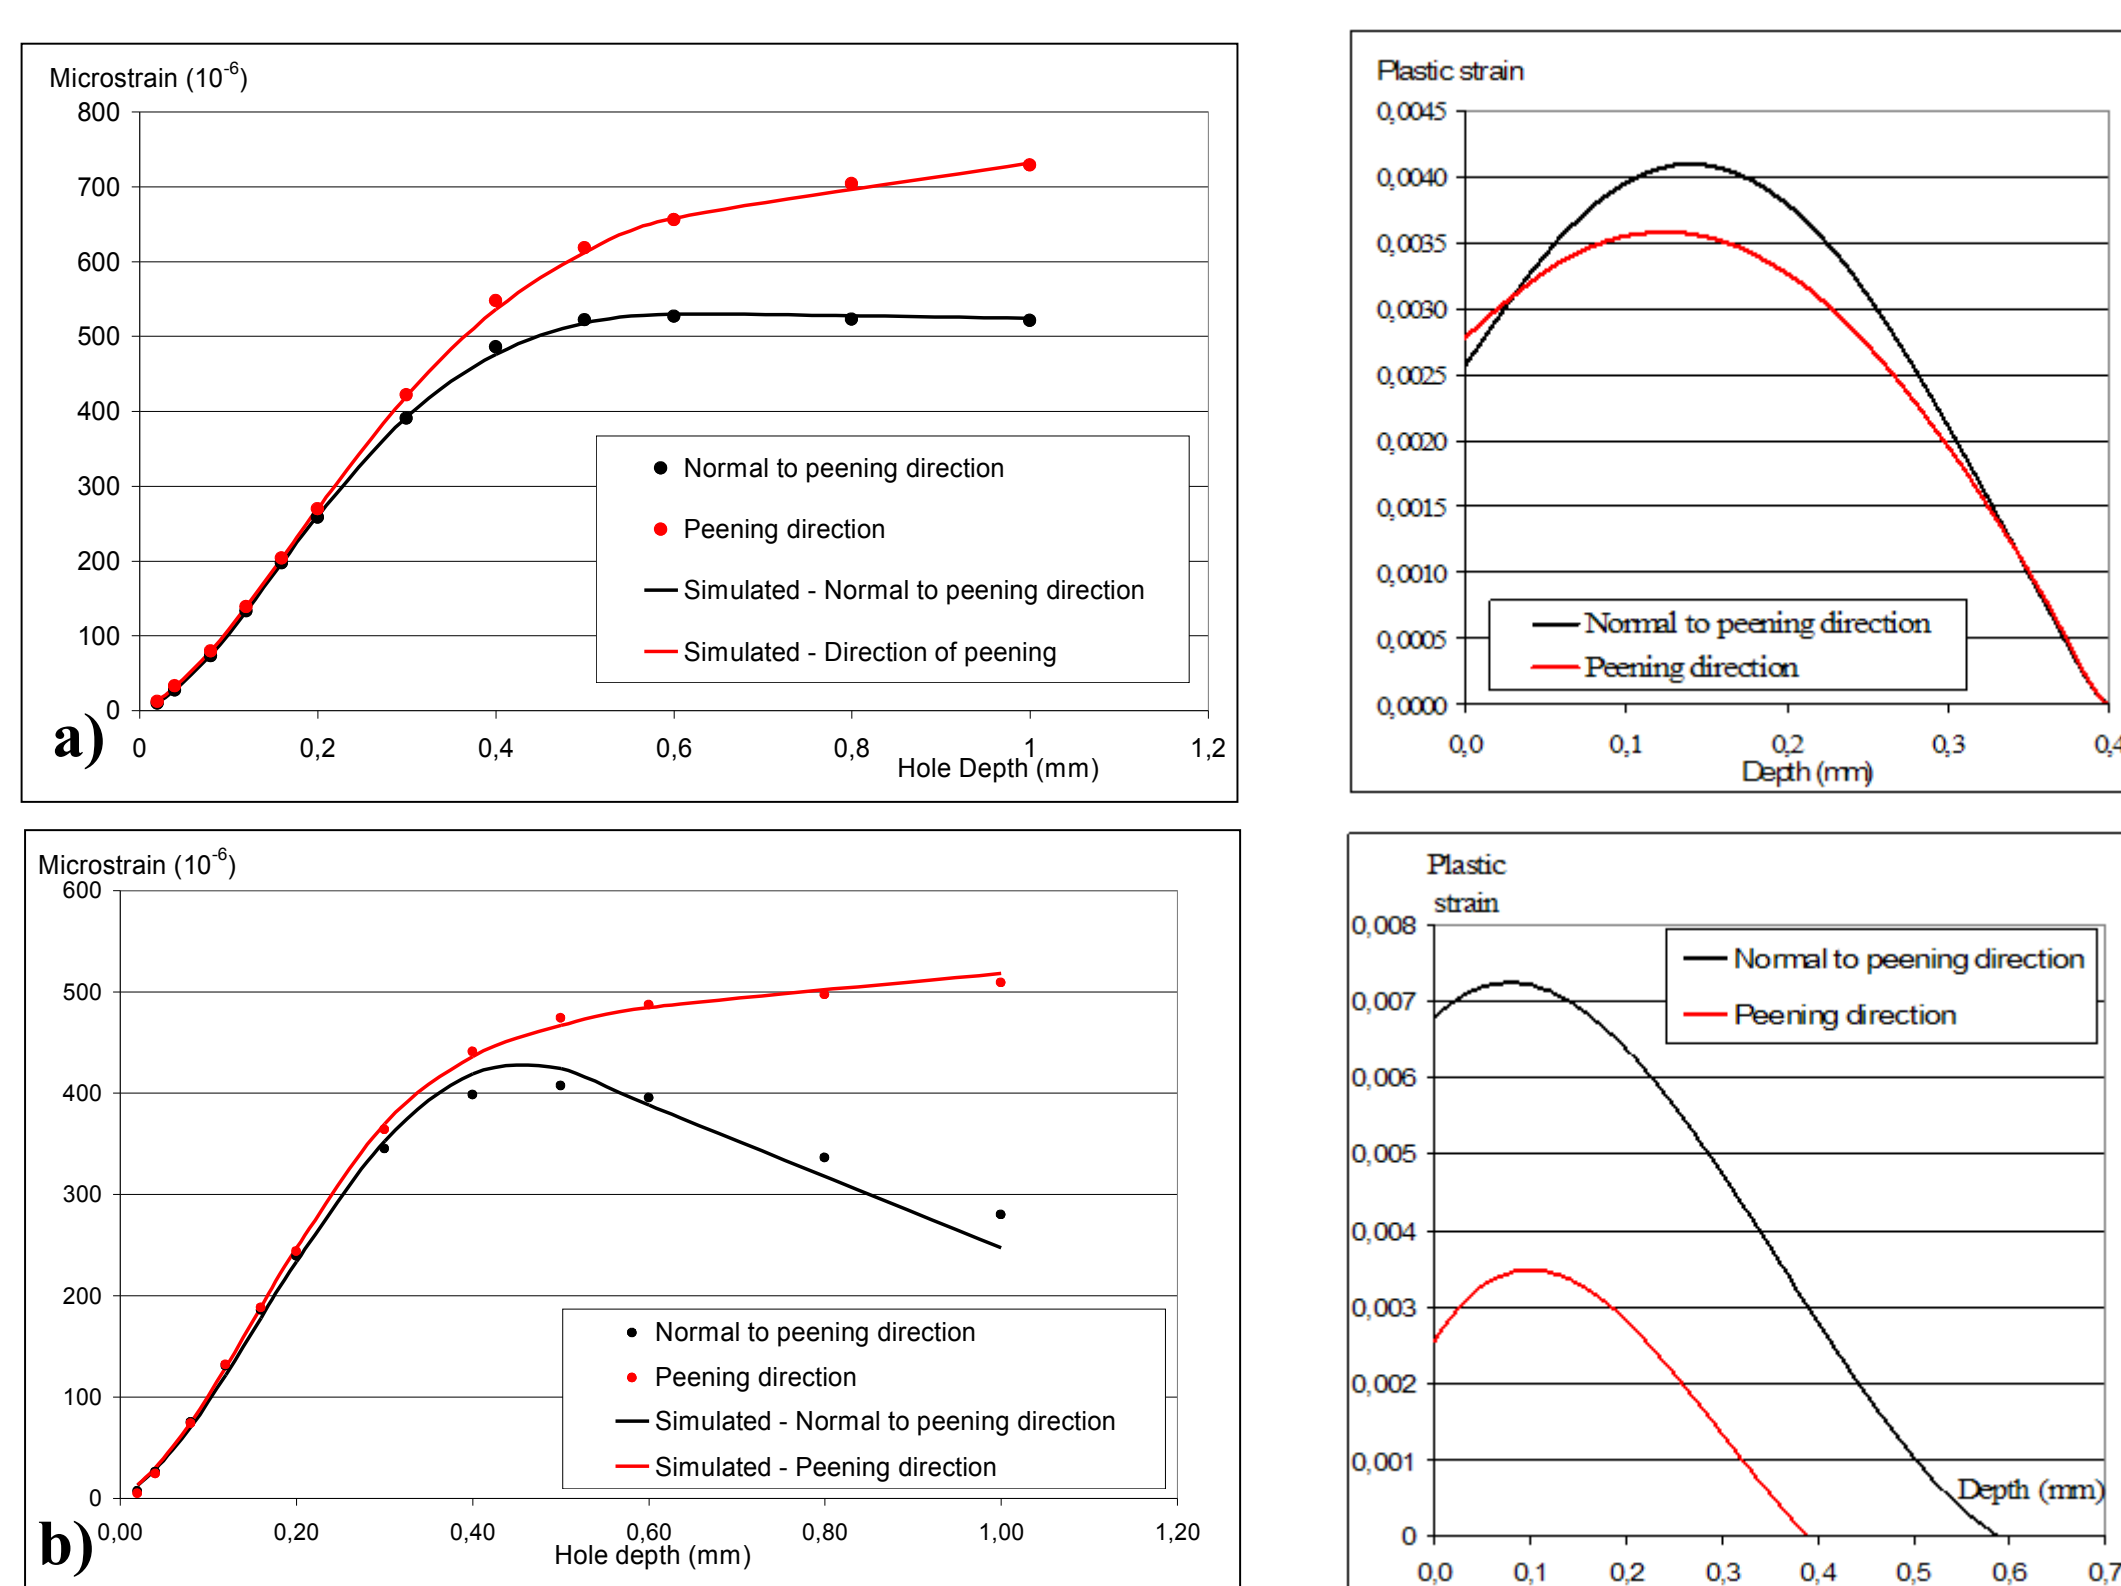 Microstrain (10-6)
800
700
600
500
400
300
200
100
0
0 0,2 0,4 0,6 0,8 1 1,2
Hole Depth (mm)
Normal to peening direction
Peening direction
Simulated - Normal to peening direction
Simulated - Direction of peening
a)
Plastic strain
0,0045
0,0040
0,0035
0,0030
0,0025
0,0020
0,0015
0,0010
0,0005
0,0000
0,0 0,1 0,2 0,3 0,4
Depth (mm)
Normal to peening direction
Peening direction
Microstrain (10-6)
600
500
400
300
200
100
0
0,00 0,20 0,40 0,60 0,80 1,00 1,20
Hole depth (mm)
Normal to peening direction
Peening direction
Simulated - Normal to peening direction
Simulated - Peening direction
b)
Plastic
strain
0,008
0,007
0,006
0,005
0,004
0,003
0,002
0,001
0
0,0 0,1 0,2 0,3 0,4 0,5 0,6 0,7
Depth (mm)
Normal to peening direction
Peening direction